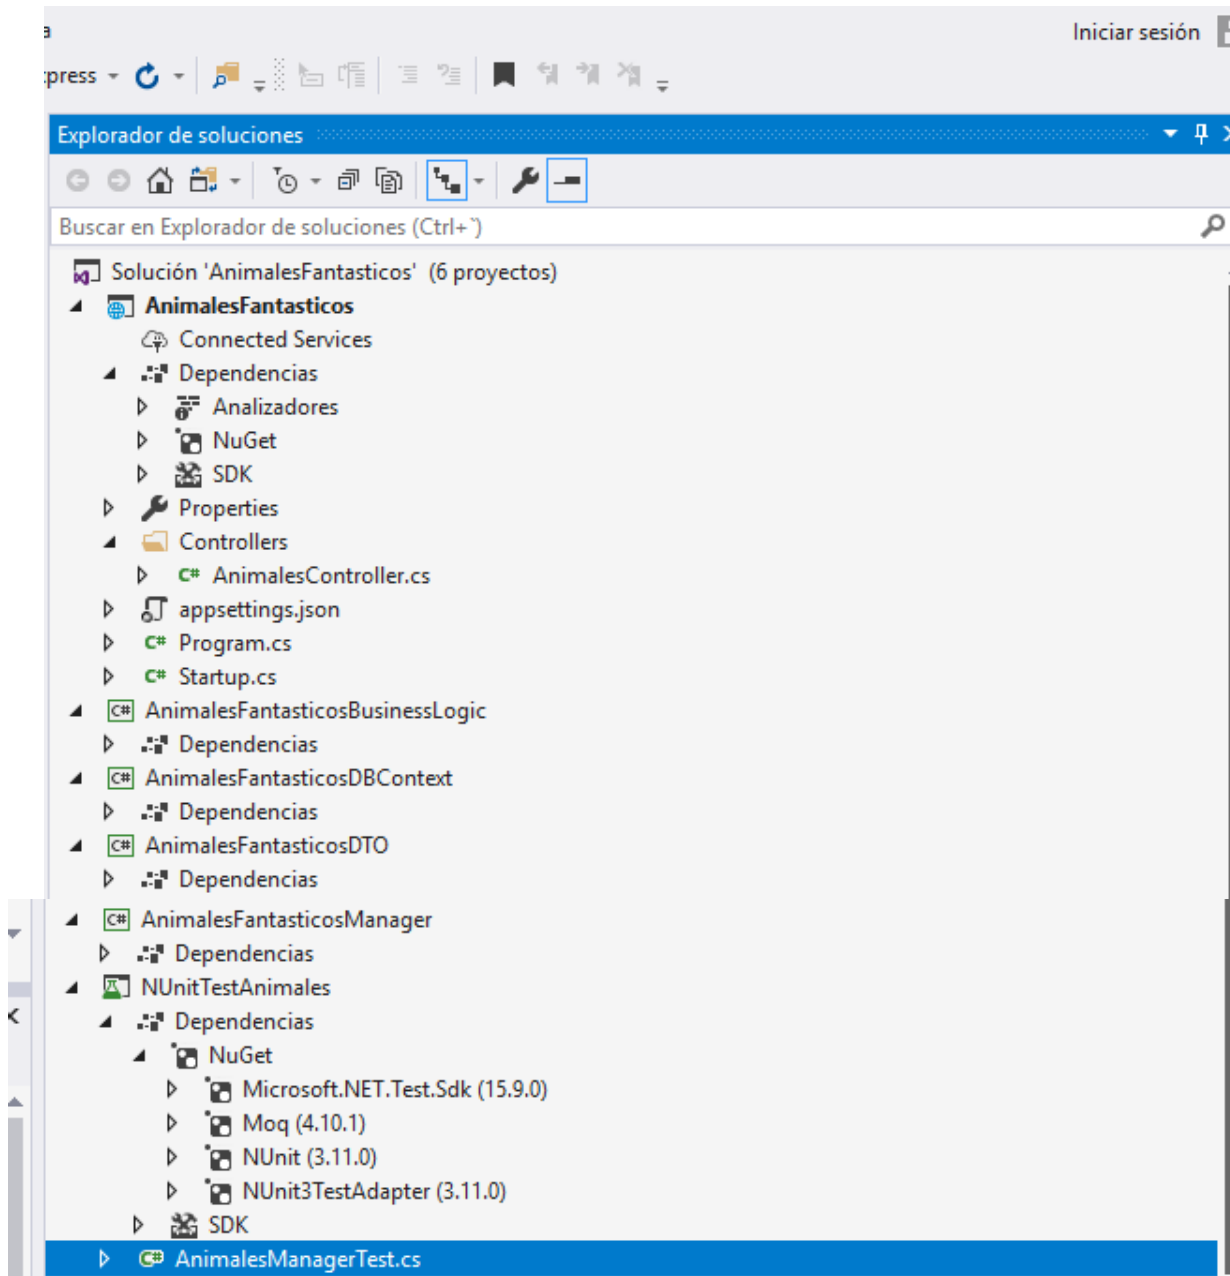 a
Iniciar sesión
xpress
Explorador de soluciones
Buscar en Explorador de soluciones (Ctrl+`)
Solución 'AnimalesFantasticos' (6 proyectos)
AnimalesFantasticos
Connected Services
Dependencias
Analizadores
NuGet
SDK
Properties
Controllers
C# AnimalesController.cs
appsettings.json
C# Program.cs
C# Startup.cs
C# AnimalesFantasticosBusinessLogic
Dependencias
C# AnimalesFantasticosDBContext
Dependencias
C# AnimalesFantasticosDTO
Dependencias
C# AnimalesFantasticosManager
Dependencias
NUnitTestAnimales
Dependencias
NuGet
Microsoft.NET.Test.Sdk (15.9.0)
Moq (4.10.1)
NUnit (3.11.0)
NUnit3TestAdapter (3.11.0)
SDK
C# AnimalesManagerTest.cs